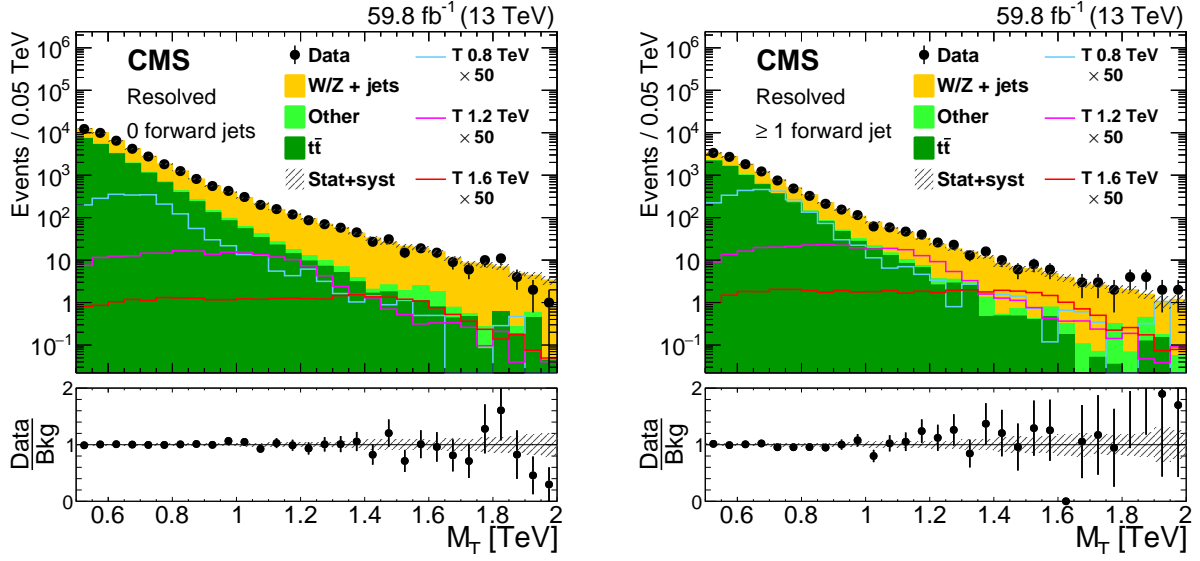 59.8 fb⁻¹ (13 TeV)
Events / 0.05 TeV
10⁶
10⁵
10⁴
10³
10²
10
1
10⁻¹
CMS
Resolved
0 forward jets
Data
W/Z + jets
Other
tt̄
Stat+syst
T 0.8 TeV
× 50
T 1.2 TeV
× 50
T 1.6 TeV
× 50
Data
Bkg
2
1
0
0.6 0.8 1 1.2 1.4 1.6 1.8 2
M_T [TeV]
59.8 fb⁻¹ (13 TeV)
Events / 0.05 TeV
10⁶
10⁵
10⁴
10³
10²
10
1
10⁻¹
CMS
Resolved
≥ 1 forward jet
Data
W/Z + jets
Other
tt̄
Stat+syst
T 0.8 TeV
× 50
T 1.2 TeV
× 50
T 1.6 TeV
× 50
Data
Bkg
2
1
0
0.6 0.8 1 1.2 1.4 1.6 1.8 2
M_T [TeV]